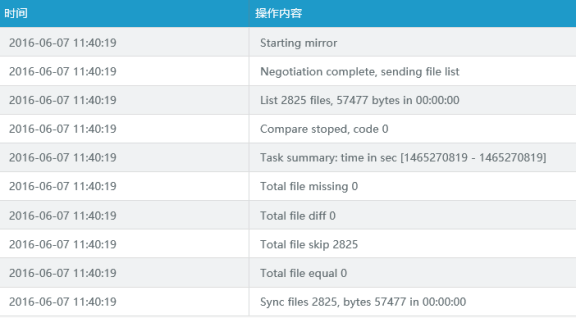 时间 操作内容
2016-06-07 11:40:19 Starting mirror
2016-06-07 11:40:19 Negotiation complete, sending file list
2016-06-07 11:40:19 List 2825 files, 57477 bytes in 00:00:00
2016-06-07 11:40:19 Compare stoped, code 0
2016-06-07 11:40:19 Task summary: time in sec [1465270819 - 1465270819]
2016-06-07 11:40:19 Total file missing 0
2016-06-07 11:40:19 Total file diff 0
2016-06-07 11:40:19 Total file skip 2825
2016-06-07 11:40:19 Total file equal 0
2016-06-07 11:40:19 Sync files 2825, bytes 57477 in 00:00:00